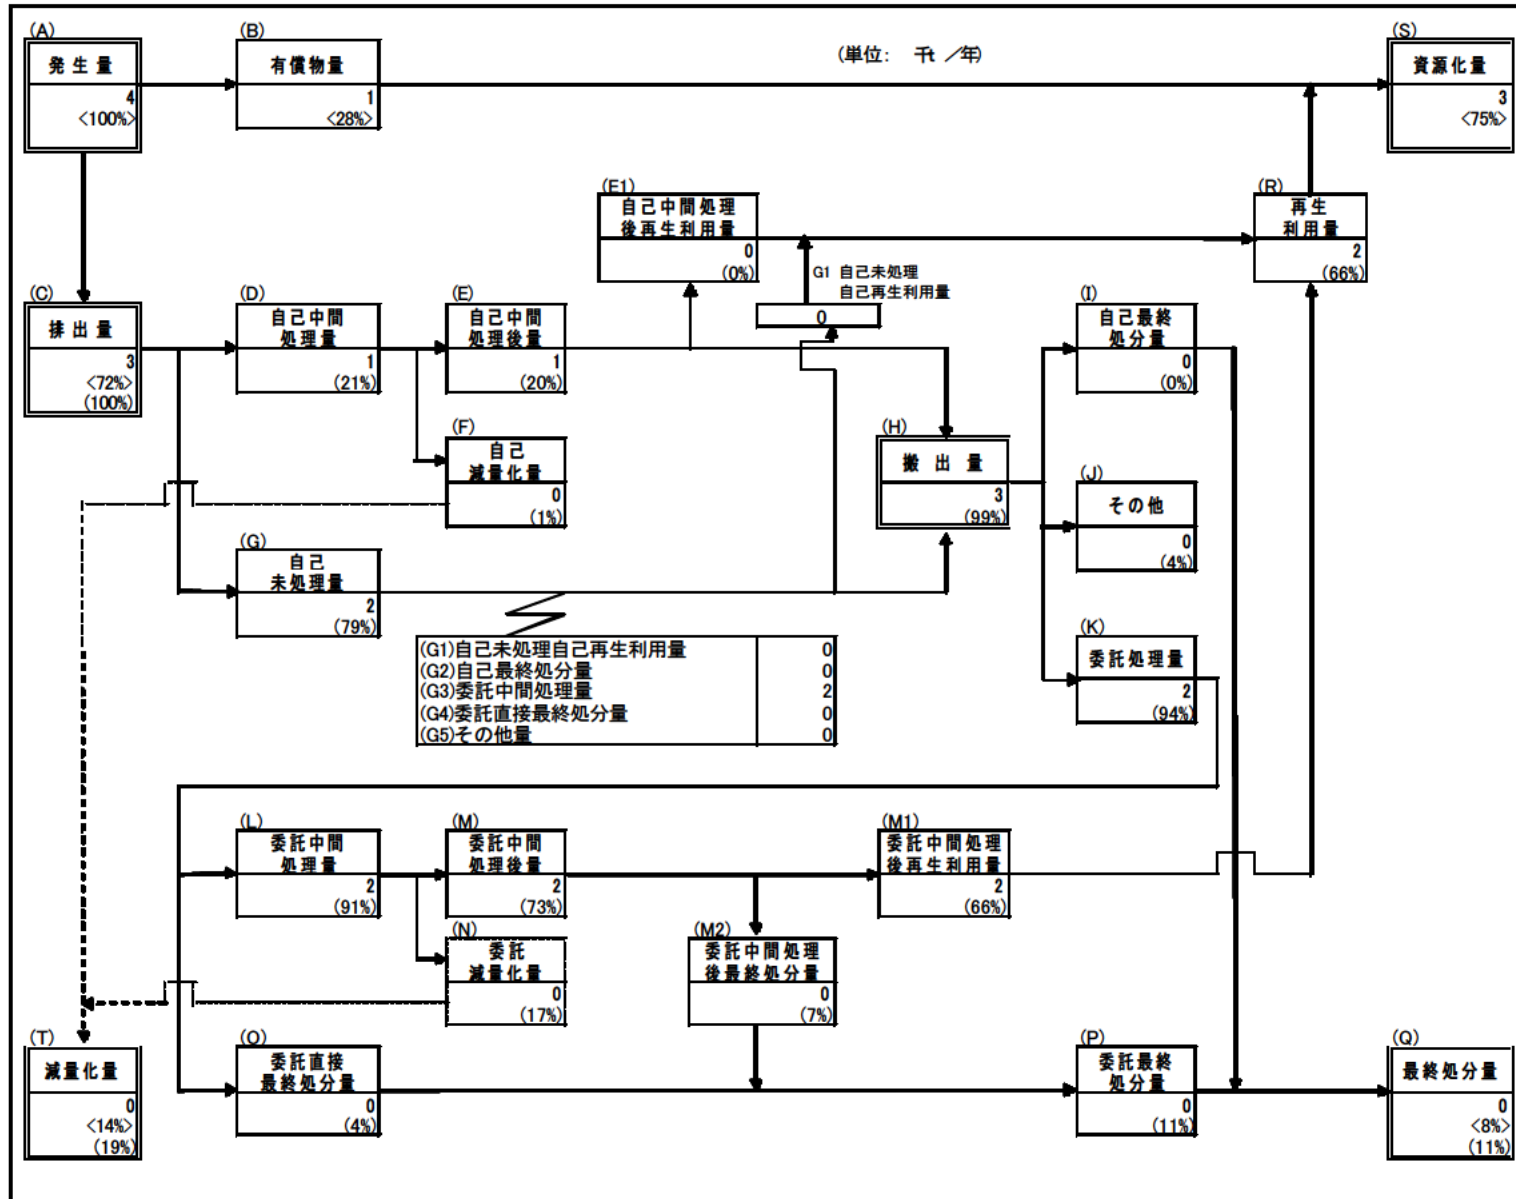 (A)
発生量
4
<100%>
(B)
有償物量
1
<28%>
(単位： 千t ／年)
(S)
資源化量
3
<75%>
(E1)
自己中間処理
後再生利用量
0
(0%)
G1 自己未処理
自己再生利用量
0
(R)
再生
利用量
2
(66%)
(C)
排出量
3
<72%>
(100%)
(D)
自己中間
処理量
1
(21%)
(E)
自己中間
処理後量
1
(20%)
(I)
自己最終
処分量
0
(0%)
(F)
自己
減量化量
0
(1%)
(H)
搬出量
3
(99%)
(J)
その他
0
(4%)
(G)
自己
未処理量
2
(79%)
(G1)自己未処理自己再生利用量 0
(G2)自己最終処分量 0
(G3)委託中間処理量 2
(G4)委託直接最終処分量 0
(G5)その他量 0
(K)
委託処理量
2
(94%)
(L)
委託中間
処理量
2
(91%)
(M)
委託中間
処理後量
2
(73%)
(M1)
委託中間処理
後再生利用量
2
(66%)
(N)
委託
減量化量
0
(17%)
(M2)
委託中間処理
後最終処分量
0
(7%)
(T)
減量化量
0
<14%>
(19%)
(O)
委託直接
最終処分量
0
(4%)
(P)
委託最終
処分量
0
(11%)
(Q)
最終処分量
0
<8%>
(11%)